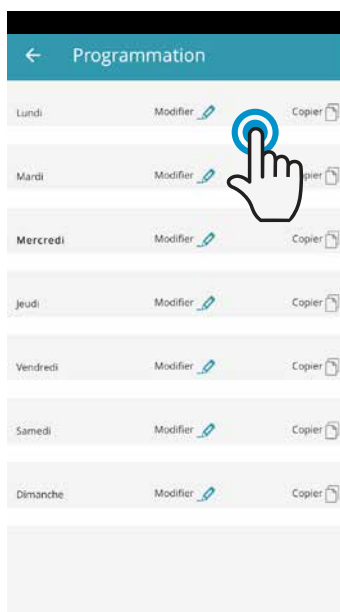 Programmation
Lundi Modifier Copier
Mardi Modifier
Mercredi Modifier Copier
Jeudi Modifier Copier
Vendredi Modifier Copier
Samedi Modifier Copier
Dimanche Modifier Copier